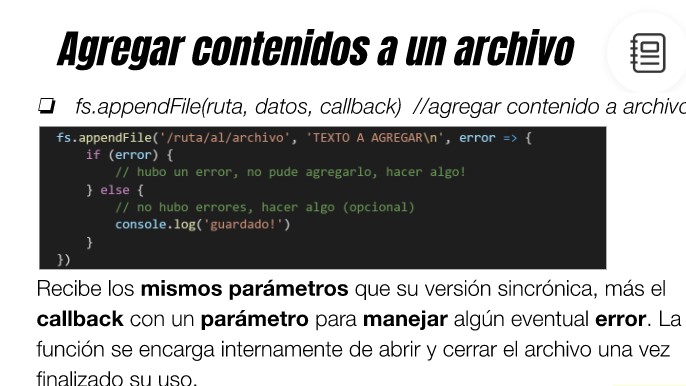 Agregar contenidos a un archivo
❏ fs.appendFile(ruta, datos, callback) //agregar contenido a archivo
fs.appendFile('/ruta/al/archivo', 'TEXTO A AGREGAR\n', error => {
    if (error) {
        // hubo un error, no pude agregarlo, hacer algo!
    } else {
        // no hubo errores, hacer algo (opcional)
        console.log('guardado!')
    }
})
Recibe los mismos parámetros que su versión sincrónica, más el
callback con un parámetro para manejar algún eventual error. La
función se encarga internamente de abrir y cerrar el archivo una vez
finalizado su uso.